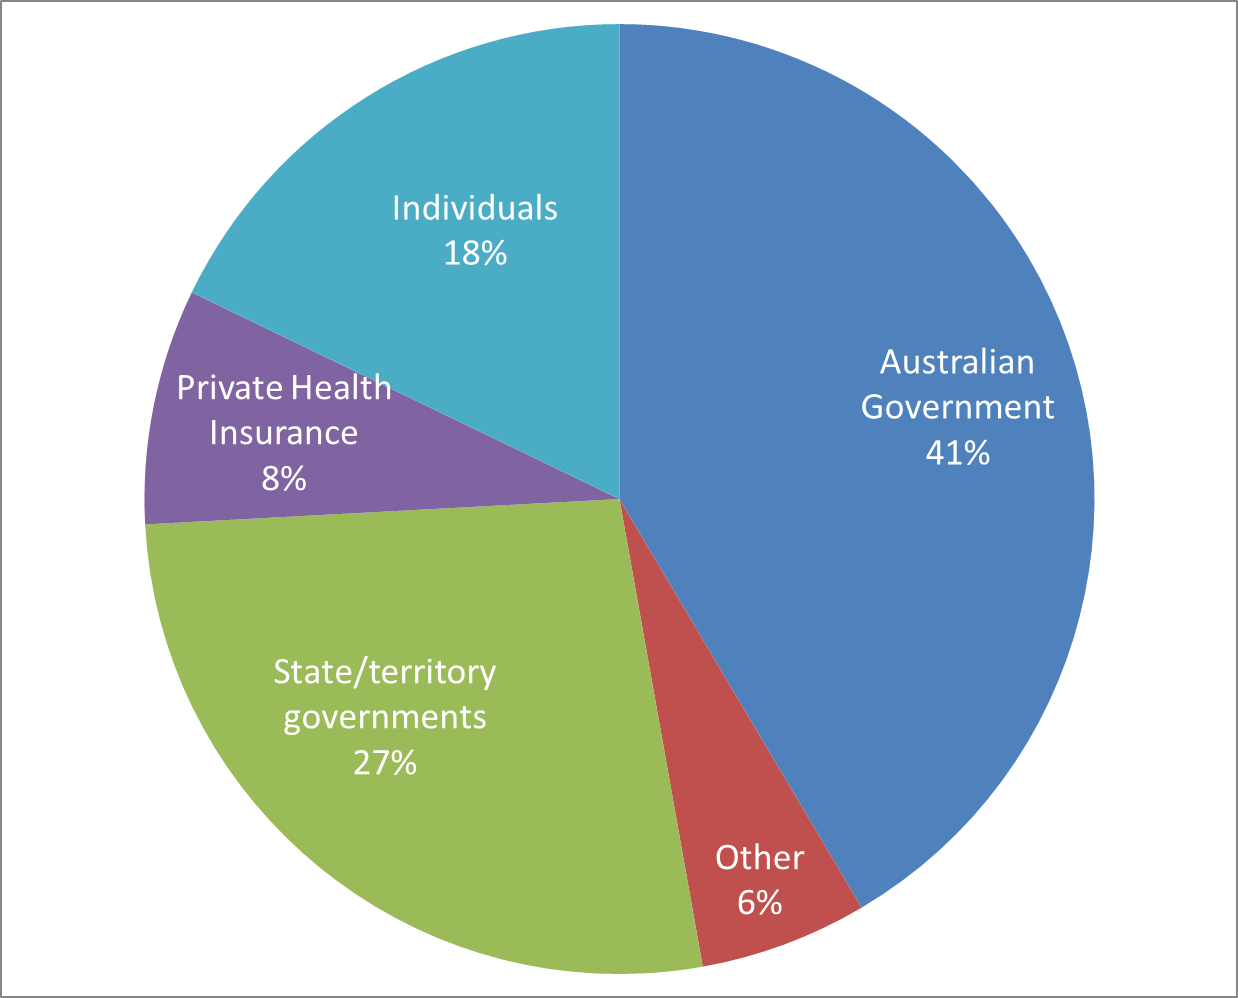 Individuals
18%
Australian
Government
41%
Private Health
Insurance
8%
State/territory
governments
27%
Other
6%